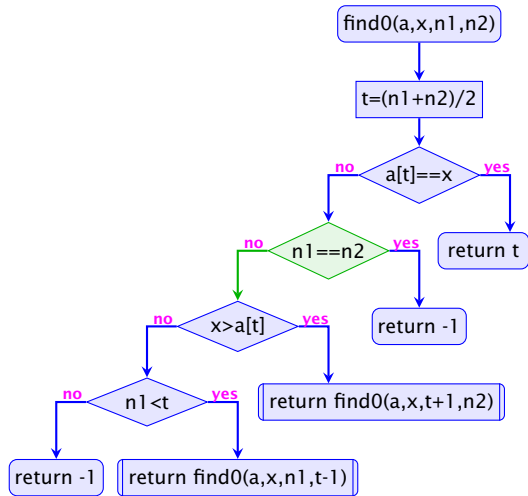 find0(a,x,n1,n2)
t=(n1+n2)/2
a[t]==x
no
yes
return t
n1==n2
no
yes
return -1
x>a[t]
no
yes
return find0(a,x,t+1,n2)
n1<t
no
yes
return -1
return find0(a,x,n1,t-1)